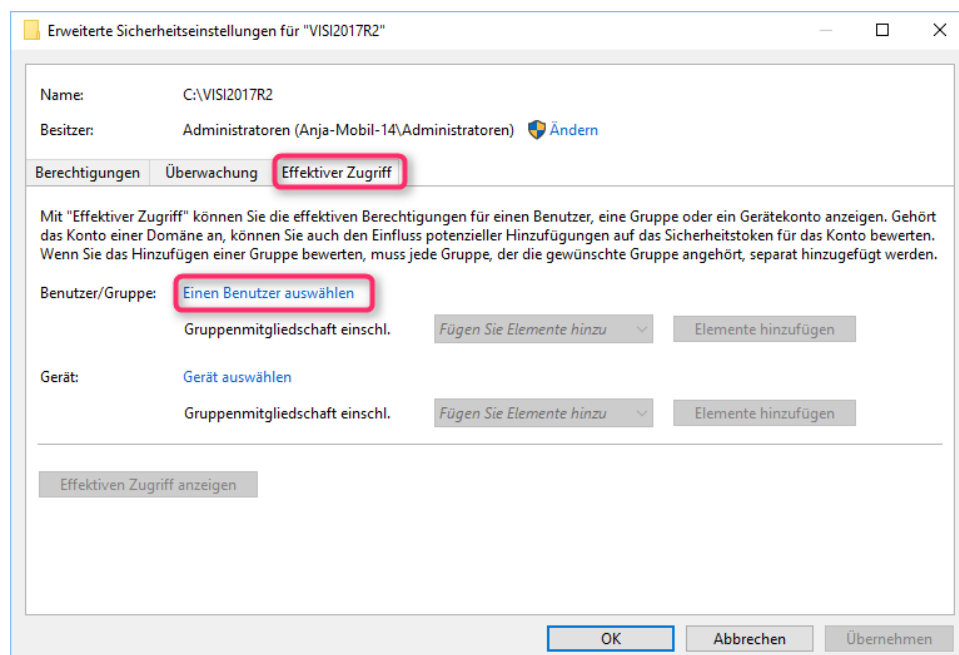 Erweiterte Sicherheitseinstellungen für "VISI2017R2"
Name: C:\VISI2017R2
Besitzer: Administratoren (Anja-Mobil-14\Administratoren) Ändern
Berechtigungen Überwachung Effektiver Zugriff
Mit "Effektiver Zugriff" können Sie die effektiven Berechtigungen für einen Benutzer, eine Gruppe oder ein Gerätekonto anzeigen. Gehört
das Konto einer Domäne an, können Sie auch den Einfluss potenzieller Hinzufügungen auf das Sicherheitstoken für das Konto bewerten.
Wenn Sie das Hinzufügen einer Gruppe bewerten, muss jede Gruppe, der die gewünschte Gruppe angehört, separat hinzugefügt werden.
Benutzer/Gruppe: Einen Benutzer auswählen
Gruppenmitgliedschaft einschl. Fügen Sie Elemente hinzu Elemente hinzufügen
Gerät: Gerät auswählen
Gruppenmitgliedschaft einschl. Fügen Sie Elemente hinzu Elemente hinzufügen
Effektiven Zugriff anzeigen
OK Abbrechen Übernehmen